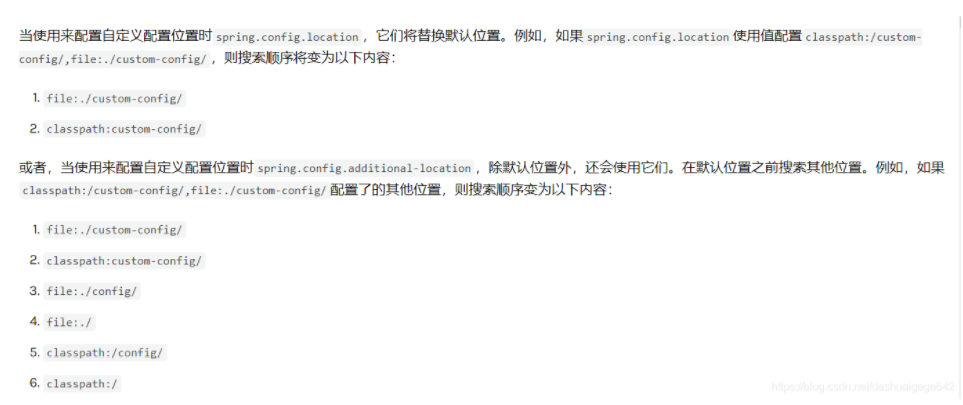 当使用来配置自定义配置位置时 spring.config.location ，它们将替换默认位置。例如，如果 spring.config.location 使用值配置 classpath:/custom-
config/,file:./custom-config/ ，则搜索顺序将变为以下内容：
1. file:./custom-config/
2. classpath:custom-config/
或者，当使用来配置自定义配置位置时 spring.config.additional-location ，除默认位置外，还会使用它们。在默认位置之前搜索其他位置。例如，如果
classpath:/custom-config/,file:./custom-config/ 配置了的其他位置，则搜索顺序变为以下内容：
1. file:./custom-config/
2. classpath:custom-config/
3. file:./config/
4. file:./
5. classpath:/config/
6. classpath:/
https://blog.csdn.net/dashuaigege642